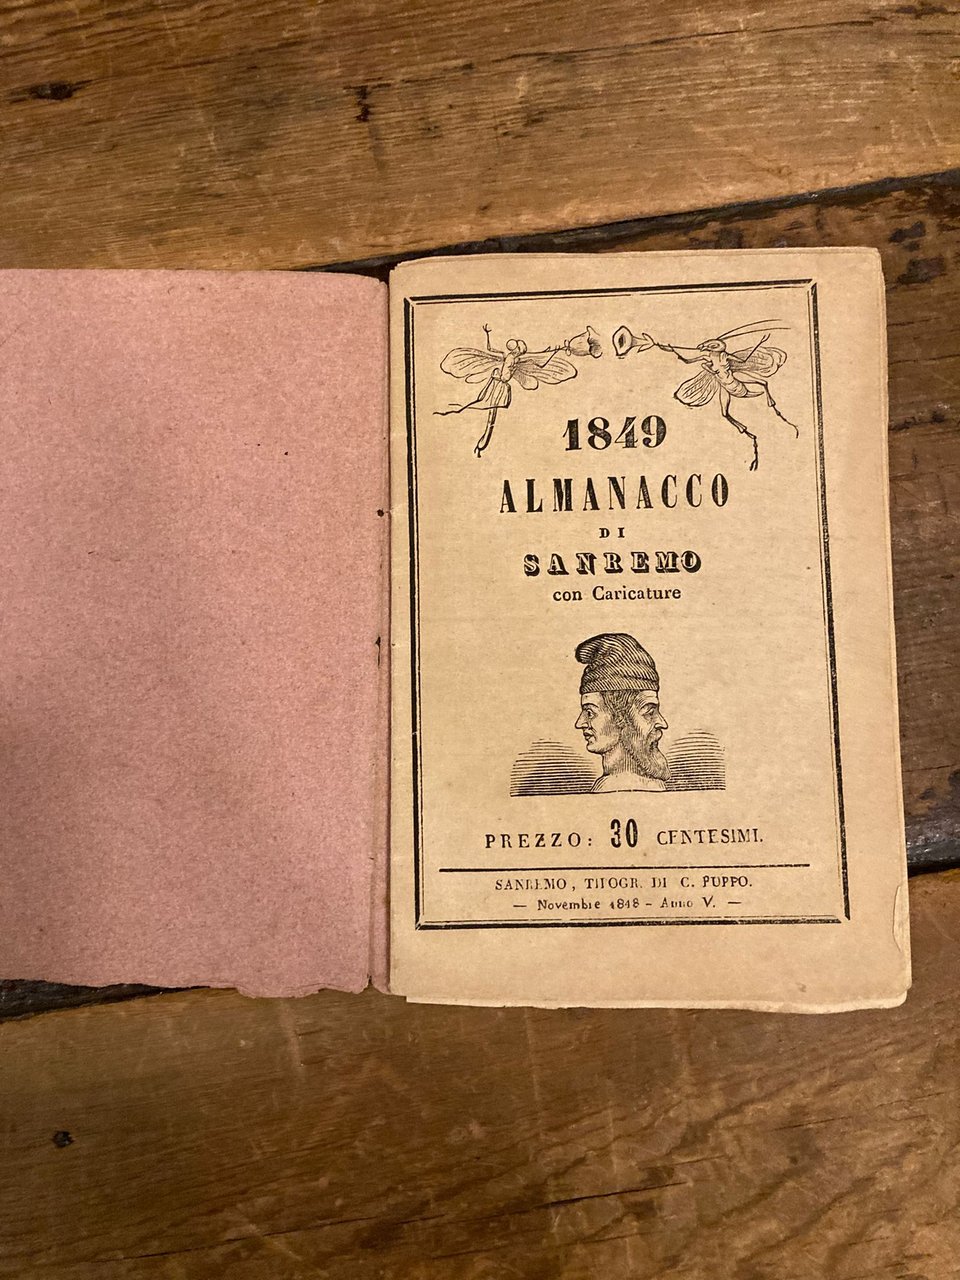 1849
ALMANACCO
DI
SANREMO
con Caricature
PREZZO: 30 CENTESIMI.
SANREMO, TIPOGR. DI C. PUPPO.
— Novembre 1848 - Anno V. —